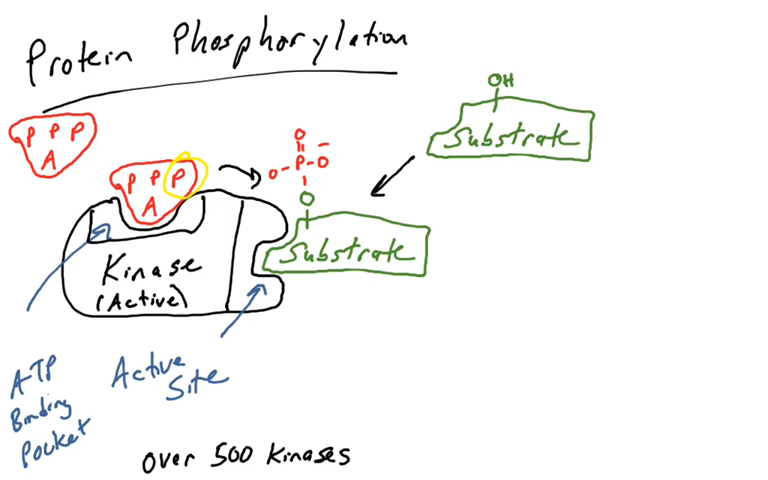 Protein Phosphorylation
P P P
A
P P P
A
O
O- P -O -
O
OH
Substrate
Substrate
Kinase
(Active)
ATP
Binding
Pocket
Active
Site
Over 500 Kinases